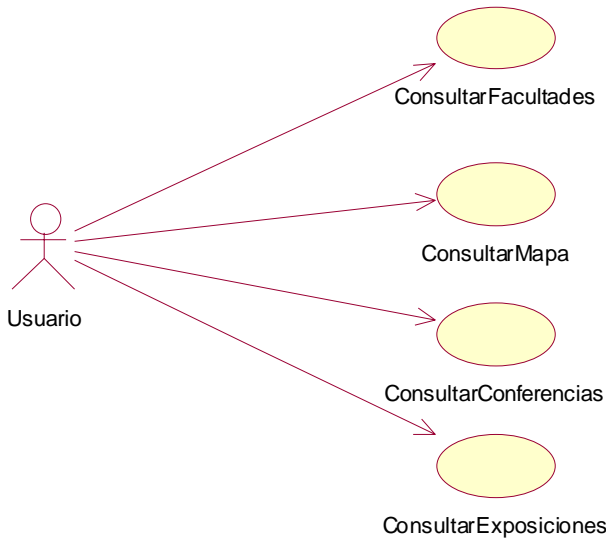 ConsultarFacultades
ConsultarMapa
Usuario
ConsultarConferencias
ConsultarExposiciones